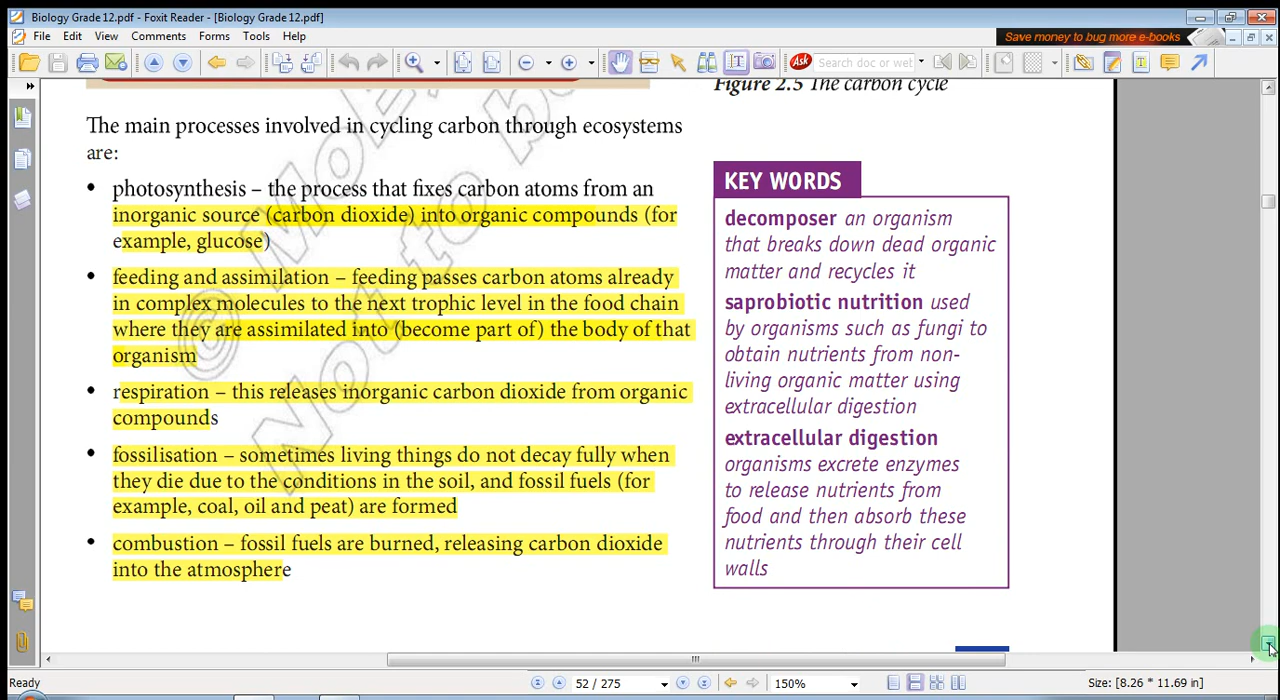 Biology Grade 12.pdf - Foxit Reader - [Biology Grade 12.pdf]
File Edit View Comments Forms Tools Help
Save money to bug more e-books
Ask Search doc or wel
Figure 2.5 The carbon cycle
The main processes involved in cycling carbon through ecosystems
are:
• photosynthesis – the process that fixes carbon atoms from an
inorganic source (carbon dioxide) into organic compounds (for
example, glucose)
• feeding and assimilation – feeding passes carbon atoms already
in complex molecules to the next trophic level in the food chain
where they are assimilated into (become part of) the body of that
organism
• respiration – this releases inorganic carbon dioxide from organic
compounds
• fossilisation – sometimes living things do not decay fully when
they die due to the conditions in the soil, and fossil fuels (for
example, coal, oil and peat) are formed
• combustion – fossil fuels are burned, releasing carbon dioxide
into the atmosphere
KEY WORDS
decomposer an organism
that breaks down dead organic
matter and recycles it
saprobiotic nutrition used
by organisms such as fungi to
obtain nutrients from non-
living organic matter using
extracellular digestion
extracellular digestion
organisms excrete enzymes
to release nutrients from
food and then absorb these
nutrients through their cell
walls
© MoE
Not to b
Ready
52 / 275
150%
Size: [8.26 * 11.69 in]